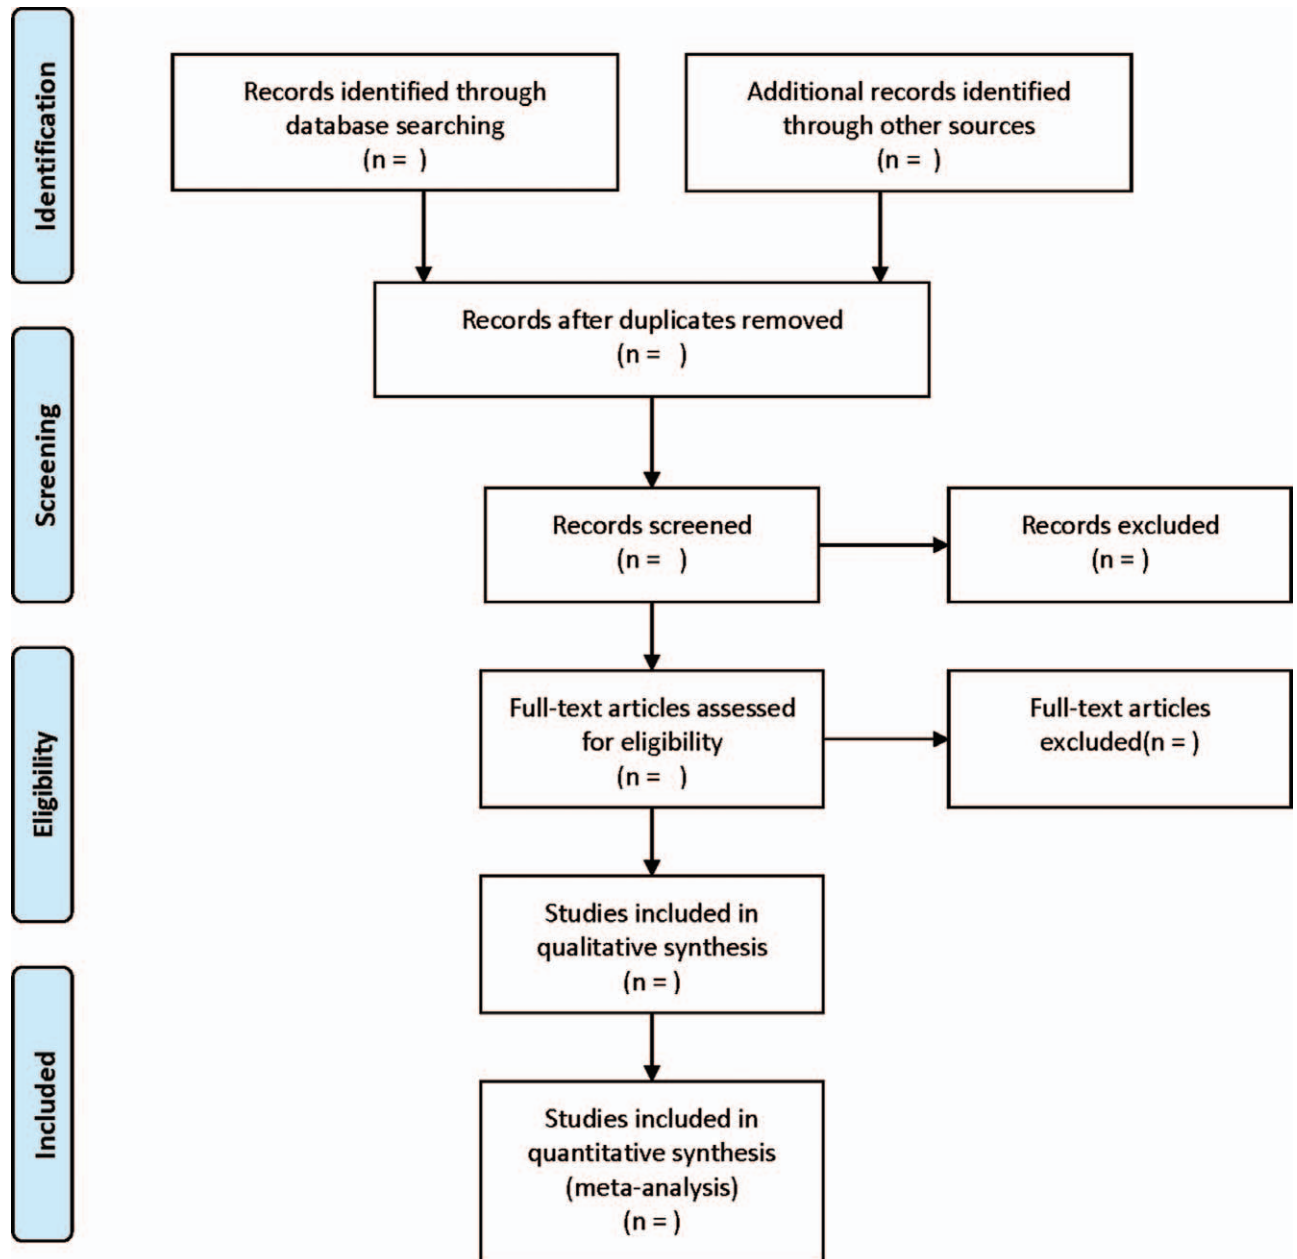 Identification
Records identified through
database searching
(n =  )
Additional records identified
through other sources
(n =  )
Records after duplicates removed
(n =  )
Screening
Records screened
(n =  )
Records excluded
(n = )
Eligibility
Full-text articles assessed
for eligibility
(n =  )
Full-text articles
excluded(n = )
Studies included in
qualitative synthesis
(n = )
Included
Studies included in
quantitative synthesis
(meta-analysis)
(n = )